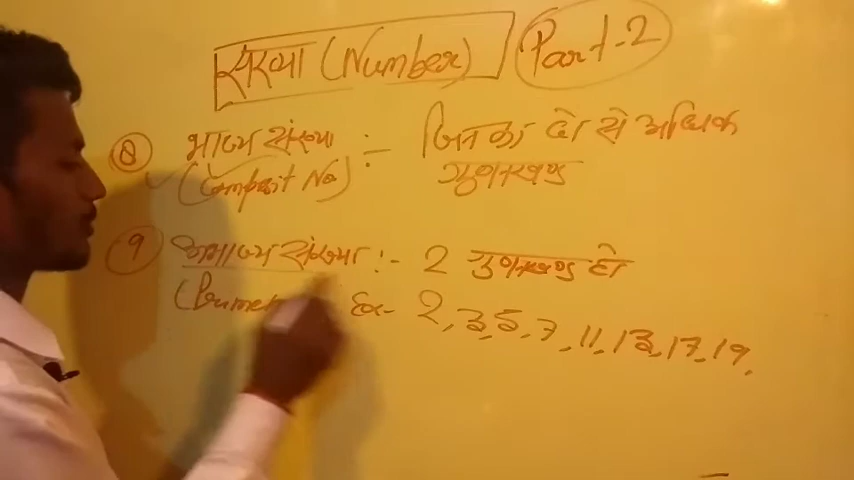 संख्या (Number) Part-2
8 भाज्य संख्या :- जिनका दो से अधिक
(Composit No) गुणनखण्ड
9 अभाज्य संख्या :- 2 गुणनखण्ड हो
(Prime Ex- 2, 3, 5, 7, 11, 13, 17, 19,